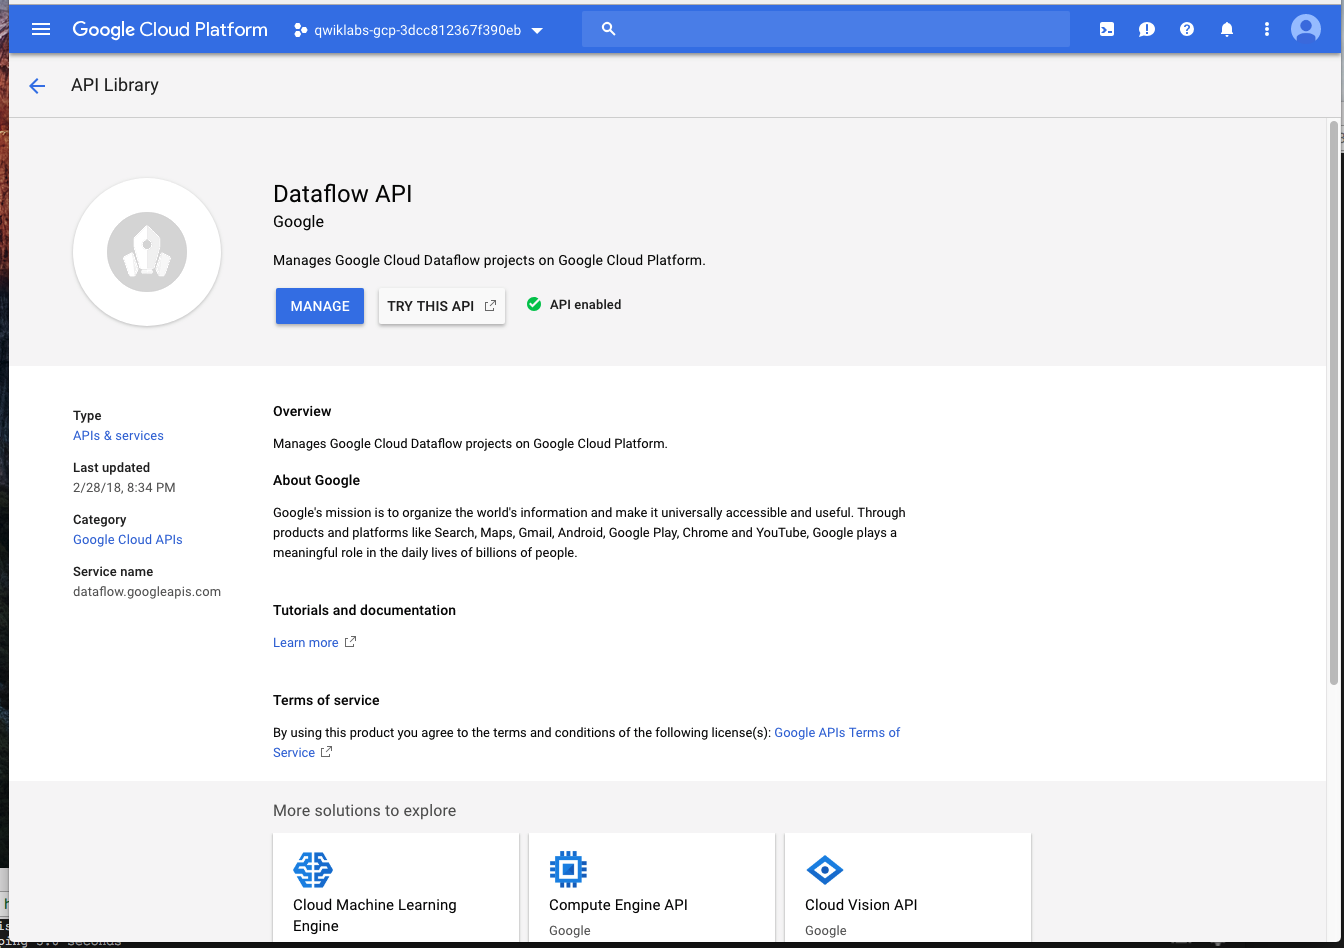 Google Cloud Platform
qwiklabs-gcp-3dcc812367f390eb
API Library
Dataflow API
Google
Manages Google Cloud Dataflow projects on Google Cloud Platform.
MANAGE
TRY THIS API
API enabled
Type
APIs & services
Last updated
2/28/18, 8:34 PM
Category
Google Cloud APIs
Service name
dataflow.googleapis.com
Overview
Manages Google Cloud Dataflow projects on Google Cloud Platform.
About Google
Google's mission is to organize the world's information and make it universally accessible and useful. Through
products and platforms like Search, Maps, Gmail, Android, Google Play, Chrome and YouTube, Google plays a
meaningful role in the daily lives of billions of people.
Tutorials and documentation
Learn more
Terms of service
By using this product you agree to the terms and conditions of the following license(s): Google APIs Terms of
Service
More solutions to explore
Cloud Machine Learning
Engine
Compute Engine API
Google
Cloud Vision API
Google